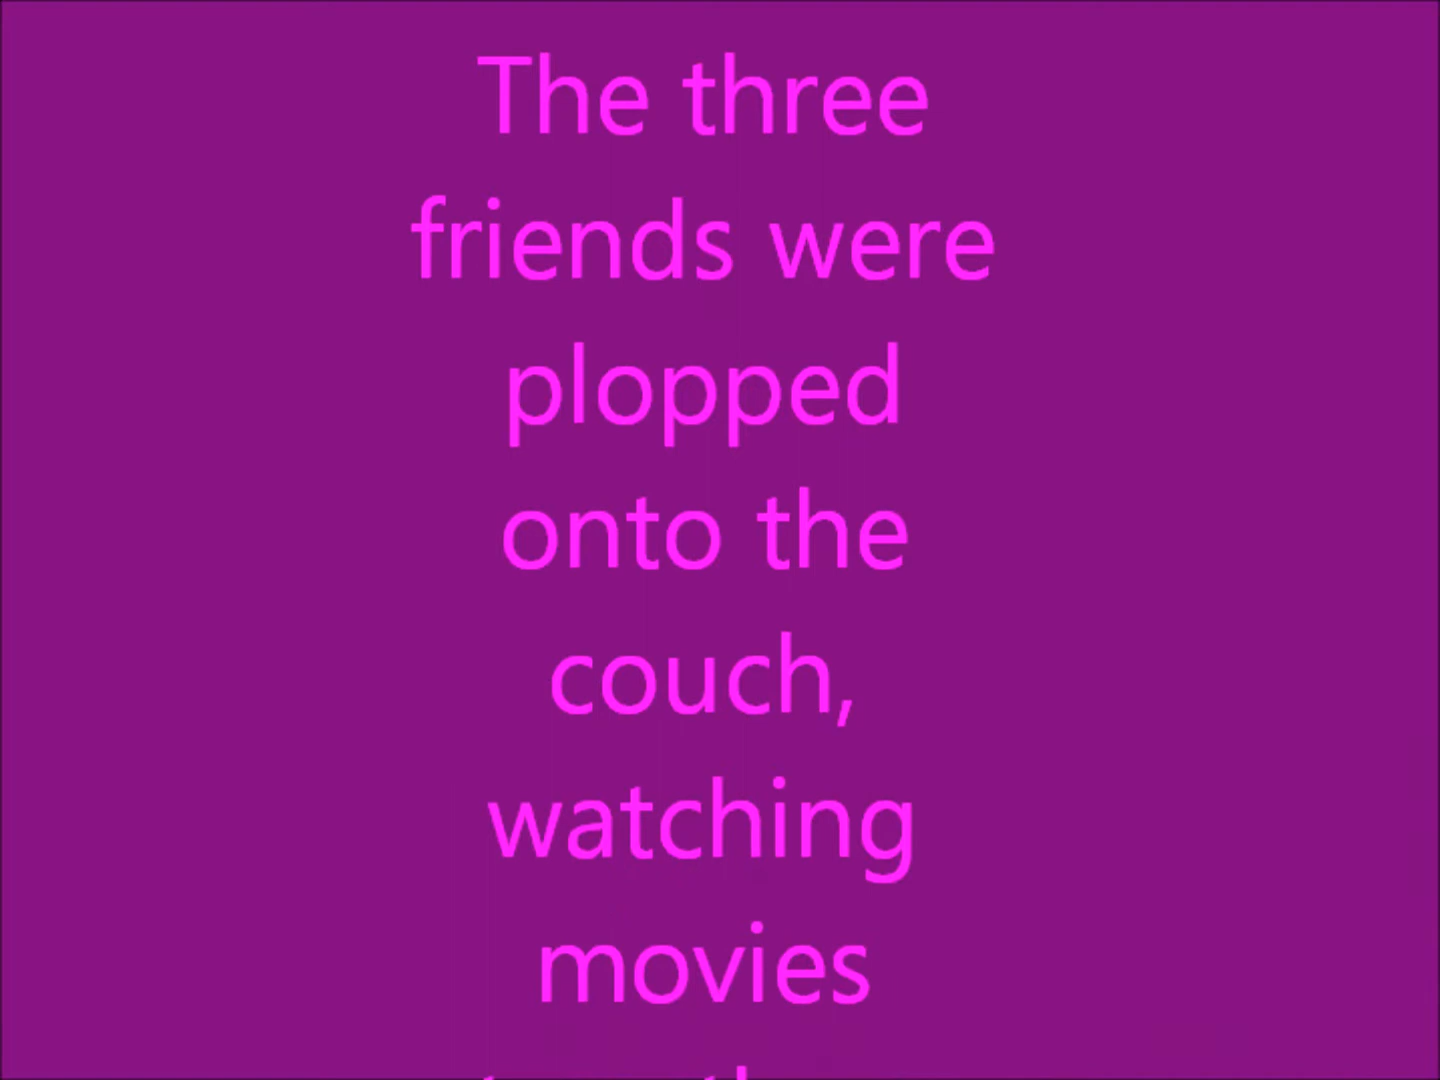 The three
friends were
plopped
onto the
couch,
watching
movies